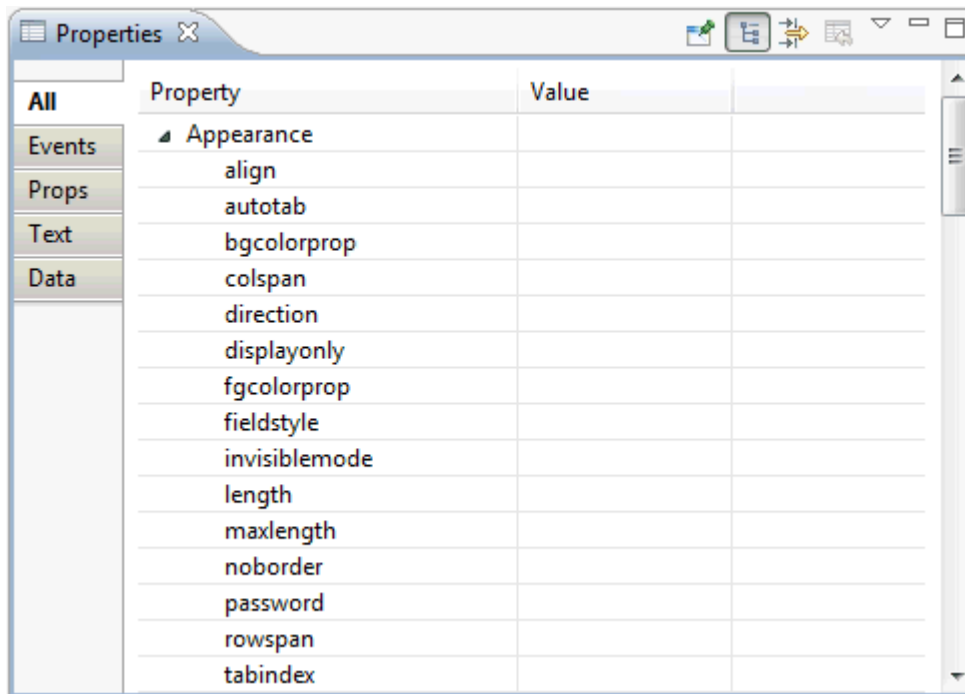 Properties
All
Events
Props
Text
Data
Property Value
Appearance
align
autotab
bgcolorprop
colspan
direction
displayonly
fgcolorprop
fieldstyle
invisiblemode
length
maxlength
noborder
password
rowspan
tabindex